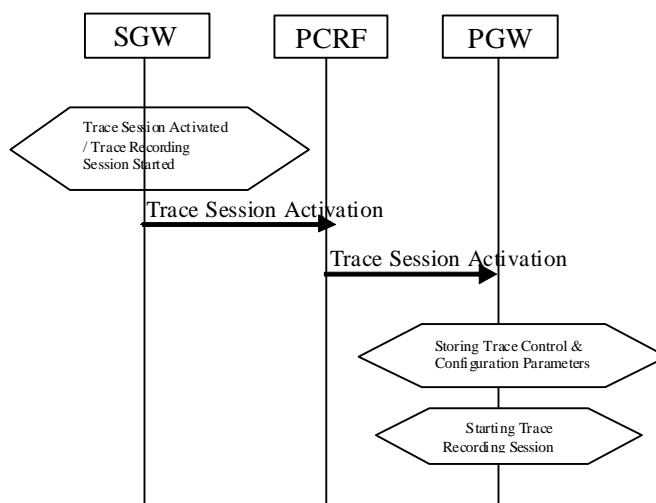 SGW
PCRF
PGW
Trace Session Activated
/ Trace Recording
Session Started
Trace Session Activation
Trace Session Activation
Storing Trace Control &
Configuration Parameters
Starting Trace
Recording Session